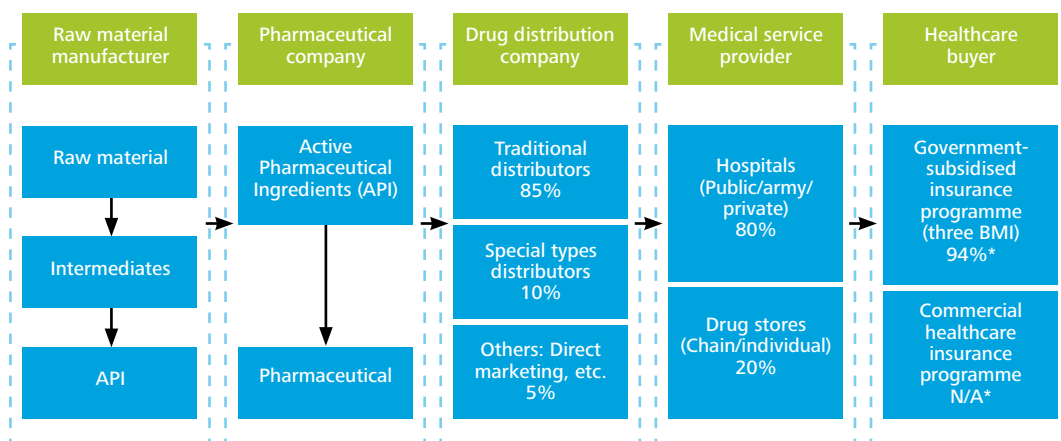 Raw material
manufacturer
Pharmaceutical
company
Drug distribution
company
Medical service
provider
Healthcare
buyer
Raw material
Intermediates
API
Active
Pharmaceutical
Ingredients (API)
Pharmaceutical
Traditional
distributors
85%
Special types
distributors
10%
Others: Direct
marketing, etc.
5%
Hospitals
(Public/army/
private)
80%
Drug stores
(Chain/individual)
20%
Government-
subsidised
insurance
programme
(three BMI)
94%*
Commercial
healthcare
insurance
programme
N/A*